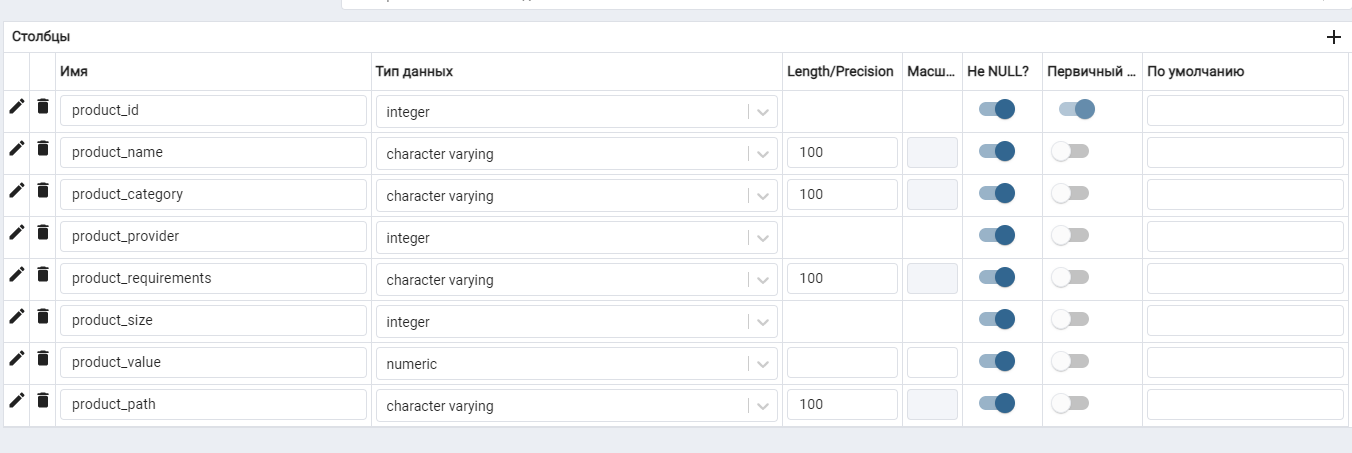 Столбцы
Имя Тип данных Length/Precision Масш... Не NULL? Первичный ... По умолчанию
product_id integer
product_name character varying 100
product_category character varying 100
product_provider integer
product_requirements character varying 100
product_size integer
product_value numeric
product_path character varying 100